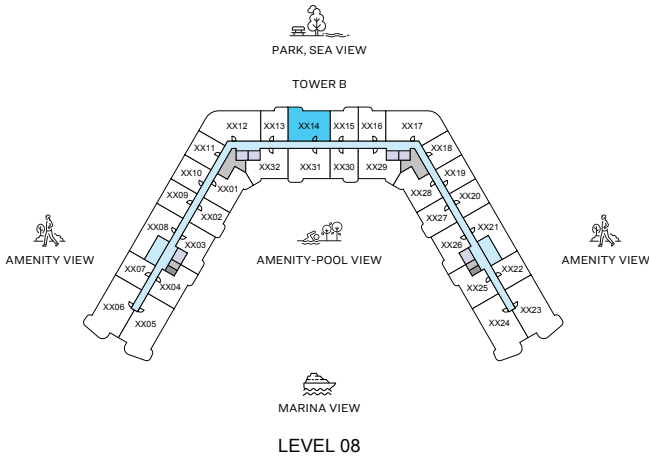 PARK, SEA VIEW
TOWER B
XX12
XX13
XX14
XX15
XX16
XX17
XX11
XX18
XX10
XX32
XX31
XX30
XX29
XX19
XX09
XX01
XX28
XX20
XX08
XX02
XX27
XX21
XX03
XX26
AMENITY VIEW
AMENITY-POOL VIEW
AMENITY VIEW
XX07
XX04
XX25
XX22
XX06
XX05
XX24
XX23
MARINA VIEW
LEVEL 08